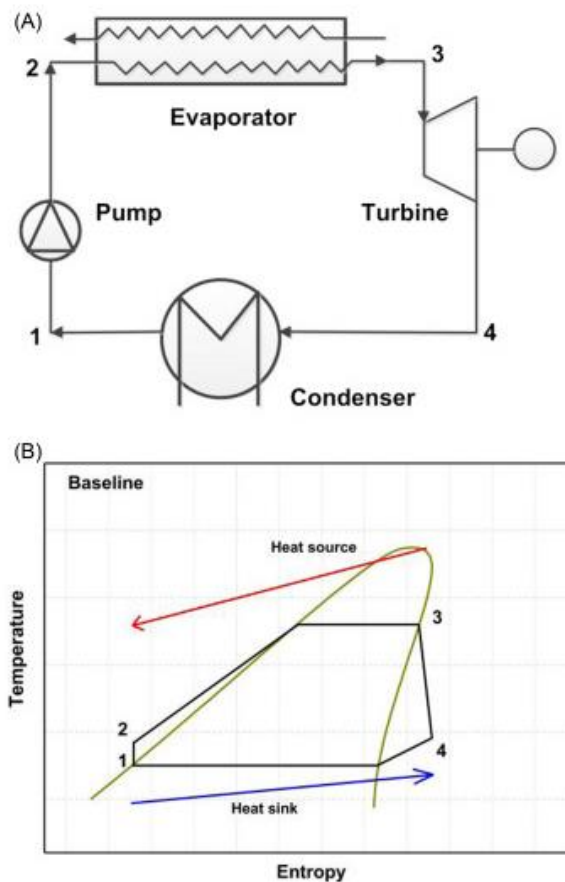 (A)
2
3
Evaporator
Pump
Turbine
1
4
Condenser
(B)
Baseline
Heat source
3
2
1
4
Heat sink
Temperature
Entropy